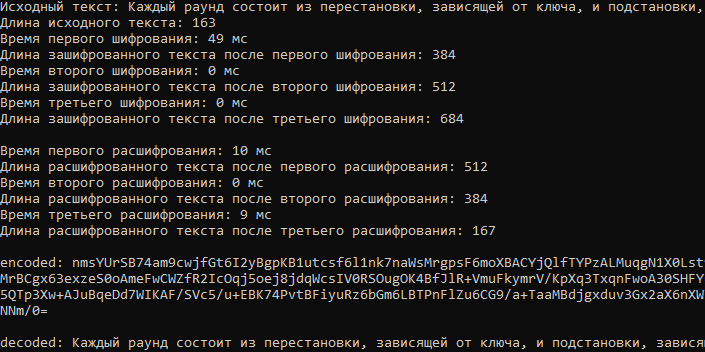 Исходный текст: Каждый раунд состоит из перестановки, зависящей от ключа, и подстановки,
Длина исходного текста: 163
Время первого шифрования: 49 мс
Длина зашифрованного текста после первого шифрования: 384
Время второго шифрования: 0 мс
Длина зашифрованного текста после второго шифрования: 512
Время третьего шифрования: 0 мс
Длина зашифрованного текста после третьего шифрования: 684
Время первого расшифрования: 10 мс
Длина расшифрованного текста после первого расшифрования: 512
Время второго расшифрования: 0 мс
Длина расшифрованного текста после второго расшифрования: 384
Время третьего расшифрования: 9 мс
Длина расшифрованного текста после третьего расшифрования: 167
encoded: nmsYUrSB74am9cwjfGt6I2yBgpKB1utcsf6l1nk7naWsMrgpsF6moXBACYjQlfTYPzALMuqgN1X0Lst
MrBCgx63exzeS0oAmeFwCWZfR2IcOqj5oej8jdqWcsIV0RSOugOK4BfJlR+VmuFkymrV/KpXq3TxqnFwoA30SHFY
5QTp3Xw+AJuBqeDd7WIKAF/SVc5/u+EBK74PvtBFiyuRz6bGm6LBTPnFlZu6CG9/a+TaaMBdjgxduv3Gx2aX6nXW
NNm/0=
decoded: Каждый раунд состоит из перестановки, зависящей от ключа, и подстановки, завися